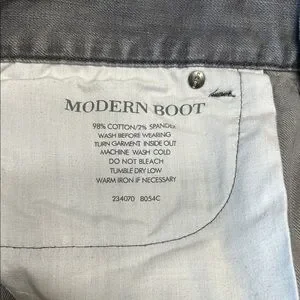 MODERN BOOT
98% COTTON/2% SPANDEX
WASH BEFORE WEARING
TURN GARMENT INSIDE OUT
MACHINE WASH COLD
DO NOT BLEACH
TUMBLE DRY LOW
WARM IRON IF NECESSARY
234070 8054C